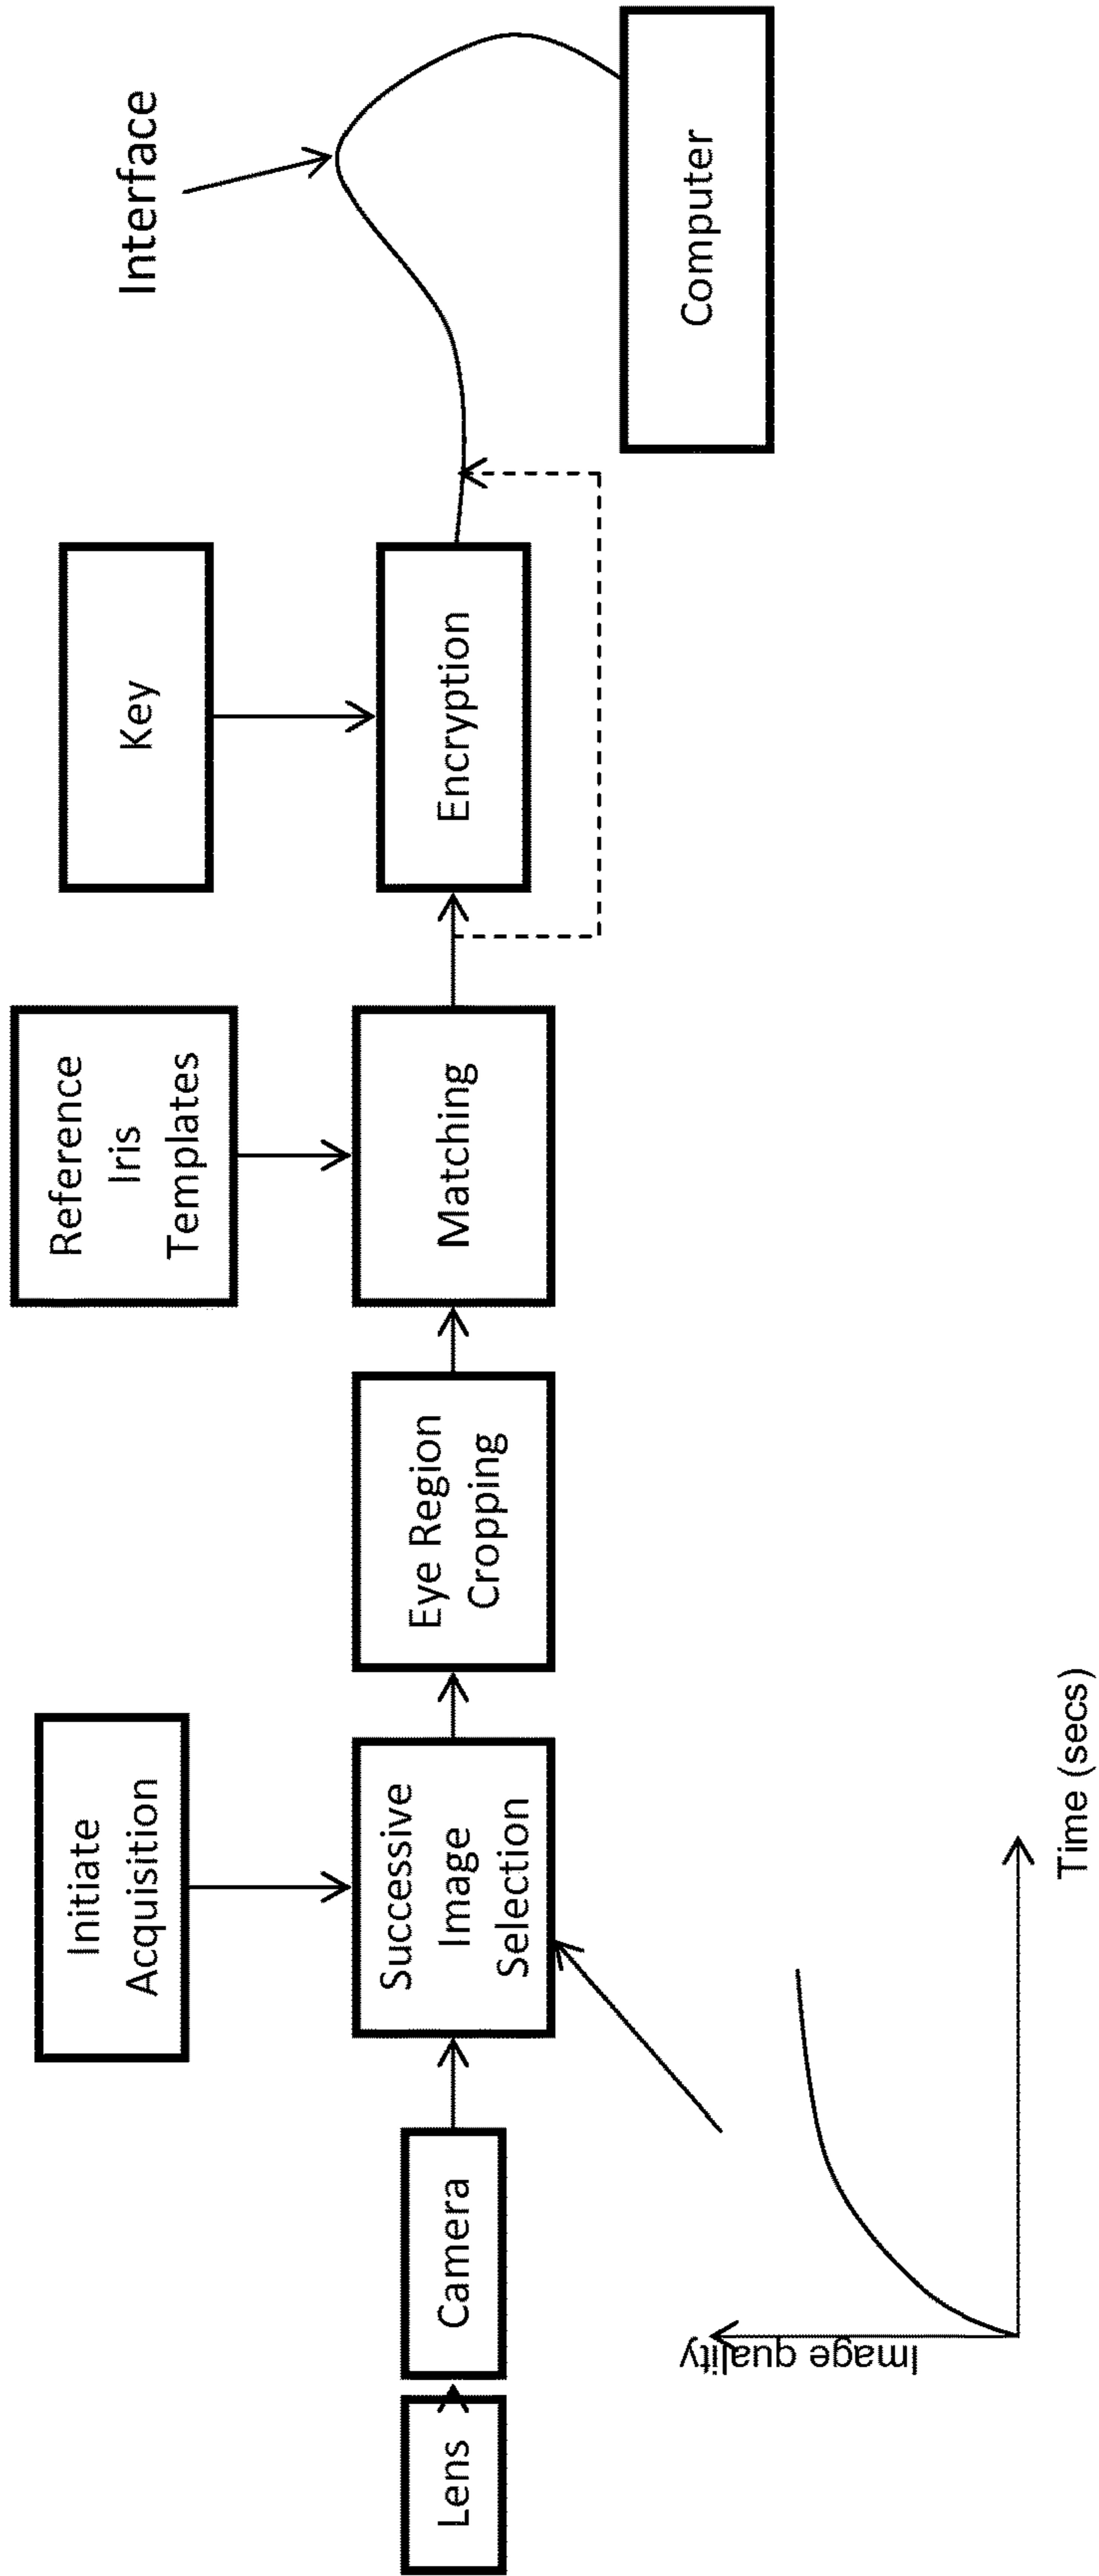 Initiate
Acquisition
Reference
Iris
Templates
Key
Interface
Lens
Camera
Successive
Image
Selection
Eye Region
Cropping
Matching
Encryption
Computer
Image quality
Time (secs)